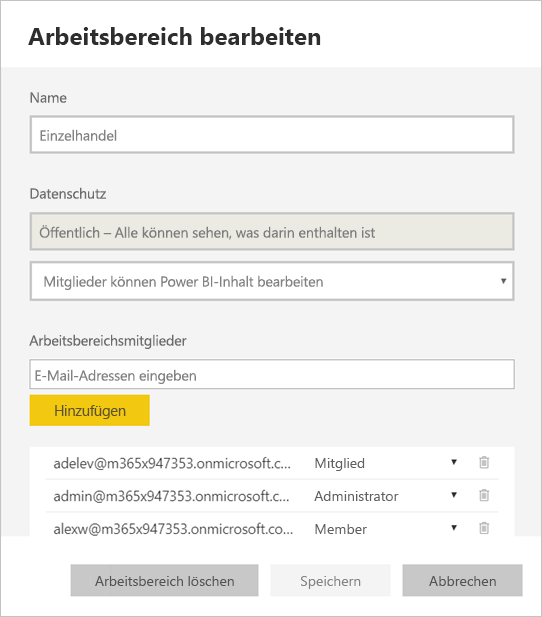 Arbeitsbereich bearbeiten
Name
Einzelhandel
Datenschutz
Öffentlich – Alle können sehen, was darin enthalten ist
Mitglieder können Power BI-Inhalt bearbeiten
Arbeitsbereichsmitglieder
E-Mail-Adressen eingeben
Hinzufügen
adelev@m365x947353.onmicrosoft.c... Mitglied
admin@m365x947353.onmicrosoft.c... Administrator
alexw@m365x947353.onmicrosoft.co... Member
Arbeitsbereich löschen Speichern Abbrechen